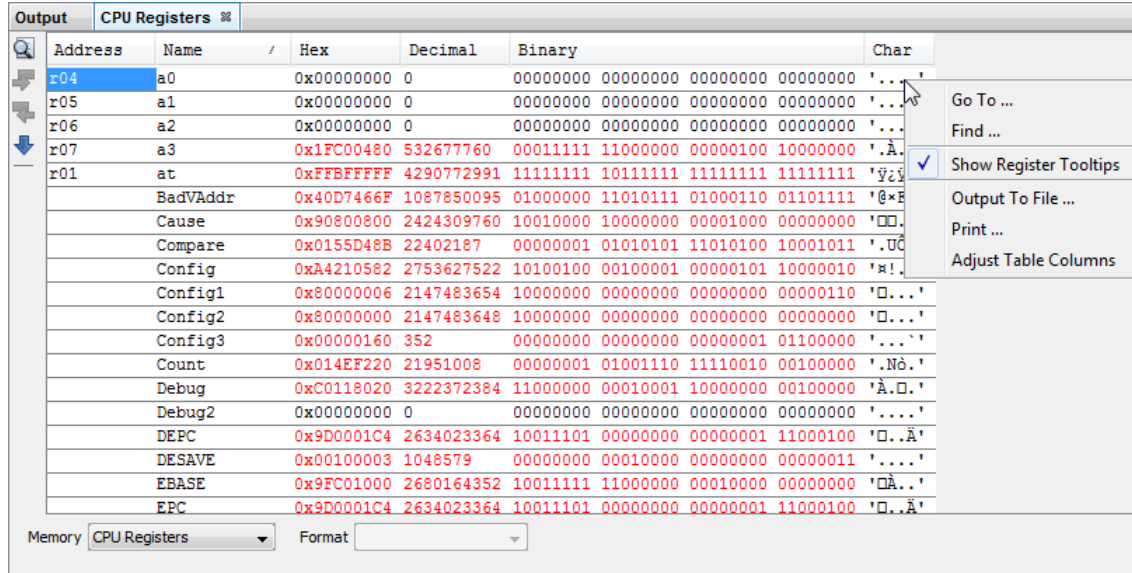 Output CPU Registers
Address Name / Hex Decimal Binary Char
r04 a0 0x00000000 0 00000000 00000000 00000000 00000000 '....'
r05 a1 0x00000000 0 00000000 00000000 00000000 00000000 '...
r06 a2 0x00000000 0 00000000 00000000 00000000 00000000 '...
r07 a3 0x1FC00480 532677760 00011111 11000000 00000100 10000000 '.À.
r01 at 0xFFBFFFFF 4290772991 11111111 10111111 11111111 11111111 'ÿ¿ÿ
BadVAddr 0x40D7466F 1087850095 01000000 11010111 01000110 01101111 '@×F
Cause 0x90800800 2424309760 10010000 10000000 00001000 00000000 '□□.
Compare 0x0155D48B 22402187 00000001 01010101 11010100 10001011 '.UÔ
Config 0xA4210582 2753627522 10100100 00100001 00000101 10000010 '¤!.
Config1 0x80000006 2147483654 10000000 00000000 00000000 00000110 '□...'
Config2 0x80000000 2147483648 10000000 00000000 00000000 00000000 '□...'
Config3 0x00000160 352 00000000 00000000 00000001 01100000 '...`'
Count 0x014EF220 21951008 00000001 01001110 11110010 00100000 '.Nò.'
Debug 0xC0118020 3222372384 11000000 00010001 10000000 00100000 'À.□.'
Debug2 0x00000000 0 00000000 00000000 00000000 00000000 '....'
DEPC 0x9D0001C4 2634023364 10011101 00000000 00000001 11000100 '□..Ä'
DESAVE 0x00100003 1048579 00000000 00010000 00000000 00000011 '....'
EBASE 0x9FC01000 2680164352 10011111 11000000 00010000 00000000 '□À..'
EPC 0x9D0001C4 2634023364 10011101 00000000 00000001 11000100 '□..Ä'
Go To ...
Find ...
Show Register Tooltips
Output To File ...
Print ...
Adjust Table Columns
Memory CPU Registers Format